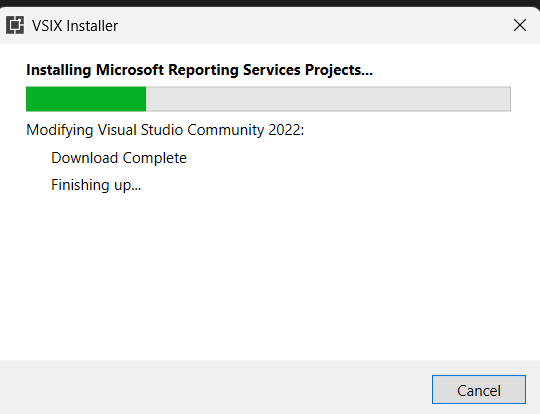 VSIX Installer
Installing Microsoft Reporting Services Projects...
Modifying Visual Studio Community 2022:
Download Complete
Finishing up...
Cancel